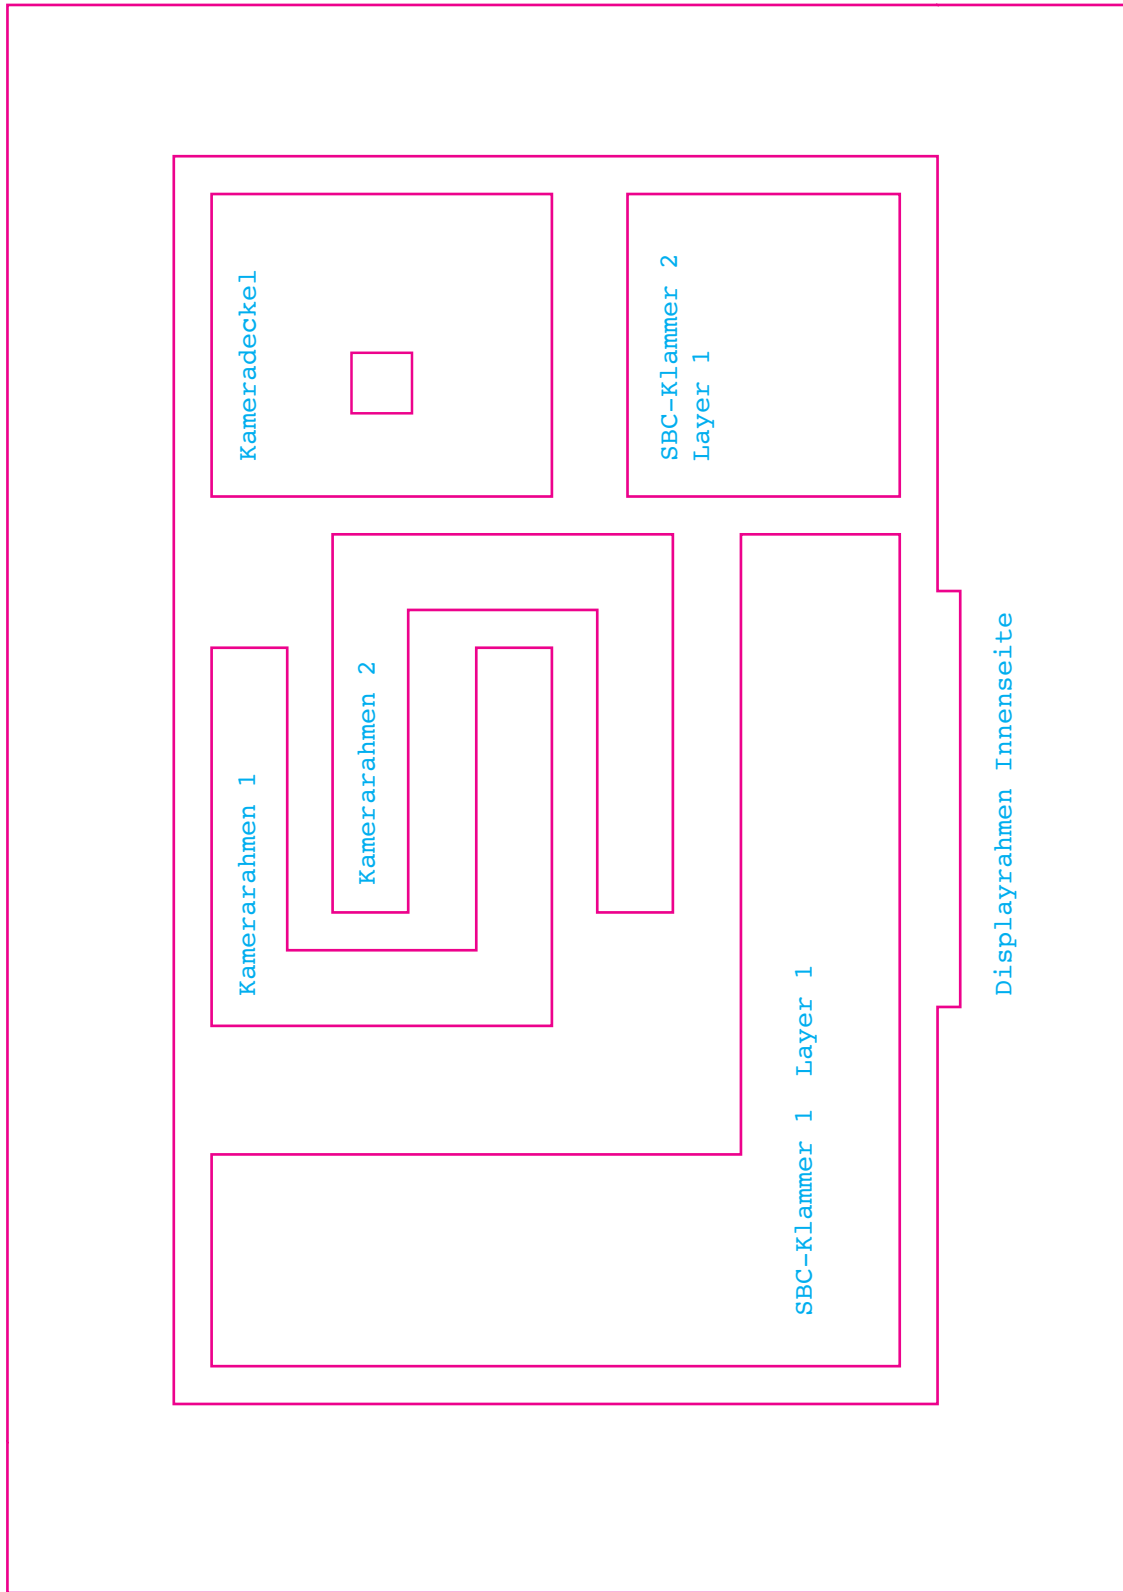 Kameradeckel
SBC-Klammer 2
Layer 1
Kamerarahmen 1
Kamerarahmen 2
SBC-Klammer 1 Layer 1
Displayrahmen Innenseite